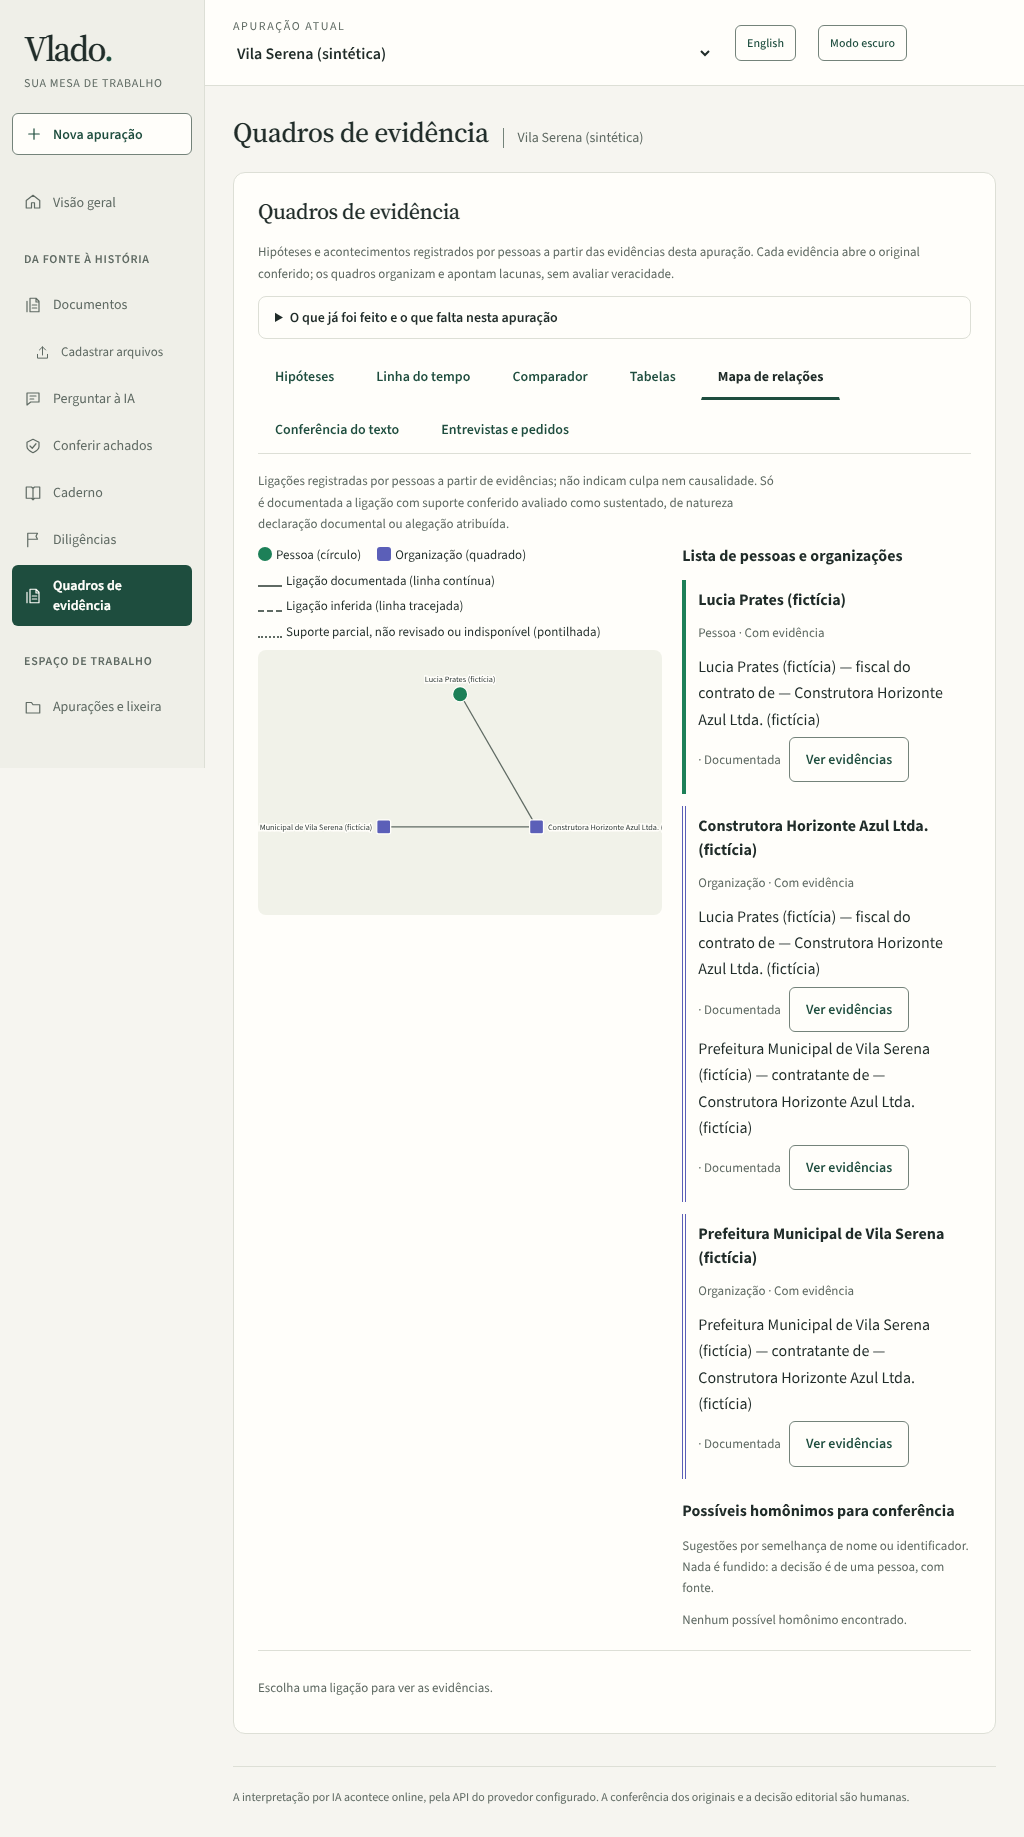 Vlado.
SUA MESA DE TRABALHO
Nova apuração
Visão geral
DA FONTE À HISTÓRIA
Documentos
Cadastrar arquivos
Perguntar à IA
Conferir achados
Caderno
Diligências
Quadros de
evidência
ESPAÇO DE TRABALHO
Apurações e lixeira
APURAÇÃO ATUAL
Vila Serena (sintética)
English
Modo escuro
Quadros de evidência
Vila Serena (sintética)
Quadros de evidência
Hipóteses e acontecimentos registrados por pessoas a partir das evidências desta apuração. Cada evidência abre o original
conferido; os quadros organizam e apontam lacunas, sem avaliar veracidade.
O que já foi feito e o que falta nesta apuração
Hipóteses
Linha do tempo
Comparador
Tabelas
Mapa de relações
Conferência do texto
Entrevistas e pedidos
Ligações registradas por pessoas a partir de evidências; não indicam culpa nem causalidade. Só
é documentada a ligação com suporte conferido avaliado como sustentado, de natureza
declaração documental ou alegação atribuída.
Pessoa (círculo)
Organização (quadrado)
Ligação documentada (linha contínua)
Ligação inferida (linha tracejada)
Suporte parcial, não revisado ou indisponível (pontilhada)
Lucia Prates (fictícia)
Municipal de Vila Serena (fictícia)
Construtora Horizonte Azul Ltda. (
Lista de pessoas e organizações
Lucia Prates (fictícia)
Pessoa · Com evidência
Lucia Prates (fictícia) — fiscal do
contrato de — Construtora Horizonte
Azul Ltda. (fictícia)
· Documentada
Ver evidências
Construtora Horizonte Azul Ltda.
(fictícia)
Organização · Com evidência
Lucia Prates (fictícia) — fiscal do
contrato de — Construtora Horizonte
Azul Ltda. (fictícia)
· Documentada
Ver evidências
Prefeitura Municipal de Vila Serena
(fictícia) — contratante de —
Construtora Horizonte Azul Ltda.
(fictícia)
· Documentada
Ver evidências
Prefeitura Municipal de Vila Serena
(fictícia)
Organização · Com evidência
Prefeitura Municipal de Vila Serena
(fictícia) — contratante de —
Construtora Horizonte Azul Ltda.
(fictícia)
· Documentada
Ver evidências
Possíveis homônimos para conferência
Sugestões por semelhança de nome ou identificador.
Nada é fundido: a decisão é de uma pessoa, com
fonte.
Nenhum possível homônimo encontrado.
Escolha uma ligação para ver as evidências.
A interpretação por IA acontece online, pela API do provedor configurado. A conferência dos originais e a decisão editorial são humanas.